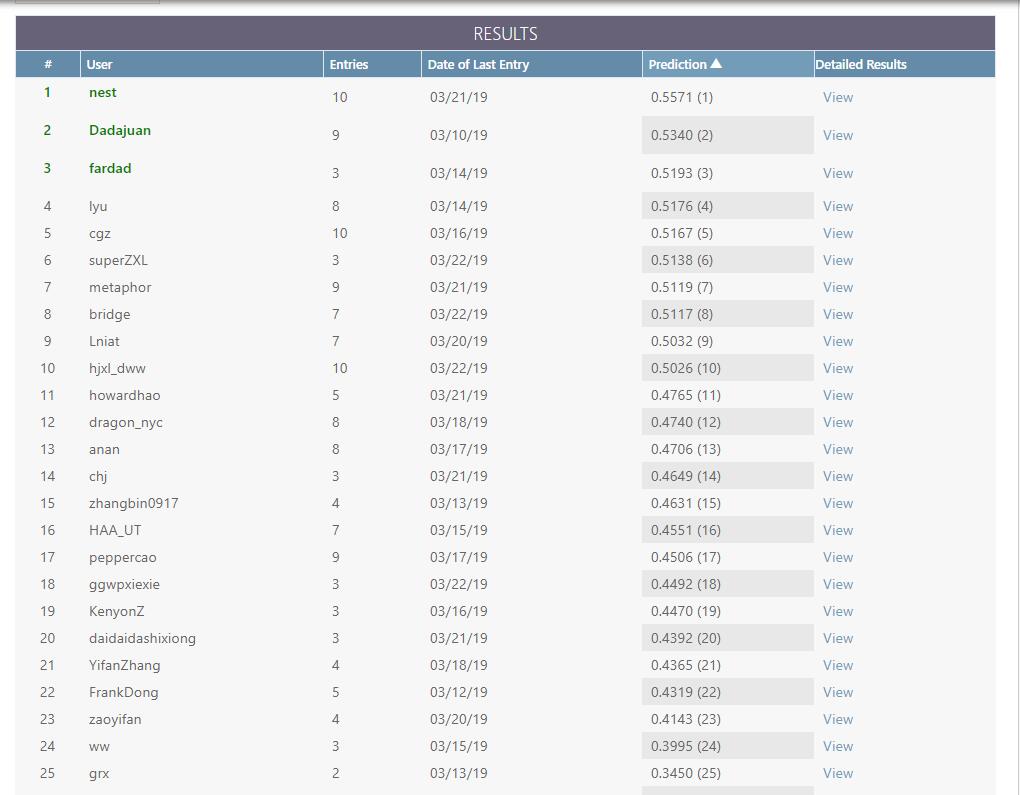 RESULTS
# User Entries Date of Last Entry Prediction ▲ Detailed Results
1 nest 10 03/21/19 0.5571 (1) View
2 Dadajuan 9 03/10/19 0.5340 (2) View
3 fardad 3 03/14/19 0.5193 (3) View
4 lyu 8 03/14/19 0.5176 (4) View
5 cgz 10 03/16/19 0.5167 (5) View
6 superZXL 3 03/22/19 0.5138 (6) View
7 metaphor 9 03/21/19 0.5119 (7) View
8 bridge 7 03/22/19 0.5117 (8) View
9 Lniat 7 03/20/19 0.5032 (9) View
10 hjxl_dww 10 03/22/19 0.5026 (10) View
11 howardhao 5 03/21/19 0.4765 (11) View
12 dragon_nyc 8 03/18/19 0.4740 (12) View
13 anan 8 03/17/19 0.4706 (13) View
14 chj 3 03/21/19 0.4649 (14) View
15 zhangbin0917 4 03/13/19 0.4631 (15) View
16 HAA_UT 7 03/15/19 0.4551 (16) View
17 peppercao 9 03/17/19 0.4506 (17) View
18 ggwpxiexie 3 03/22/19 0.4492 (18) View
19 KenyonZ 3 03/16/19 0.4470 (19) View
20 daidaidashixiong 3 03/21/19 0.4392 (20) View
21 YifanZhang 4 03/18/19 0.4365 (21) View
22 FrankDong 5 03/12/19 0.4319 (22) View
23 zaoyifan 4 03/20/19 0.4143 (23) View
24 ww 3 03/15/19 0.3995 (24) View
25 grx 2 03/13/19 0.3450 (25) View